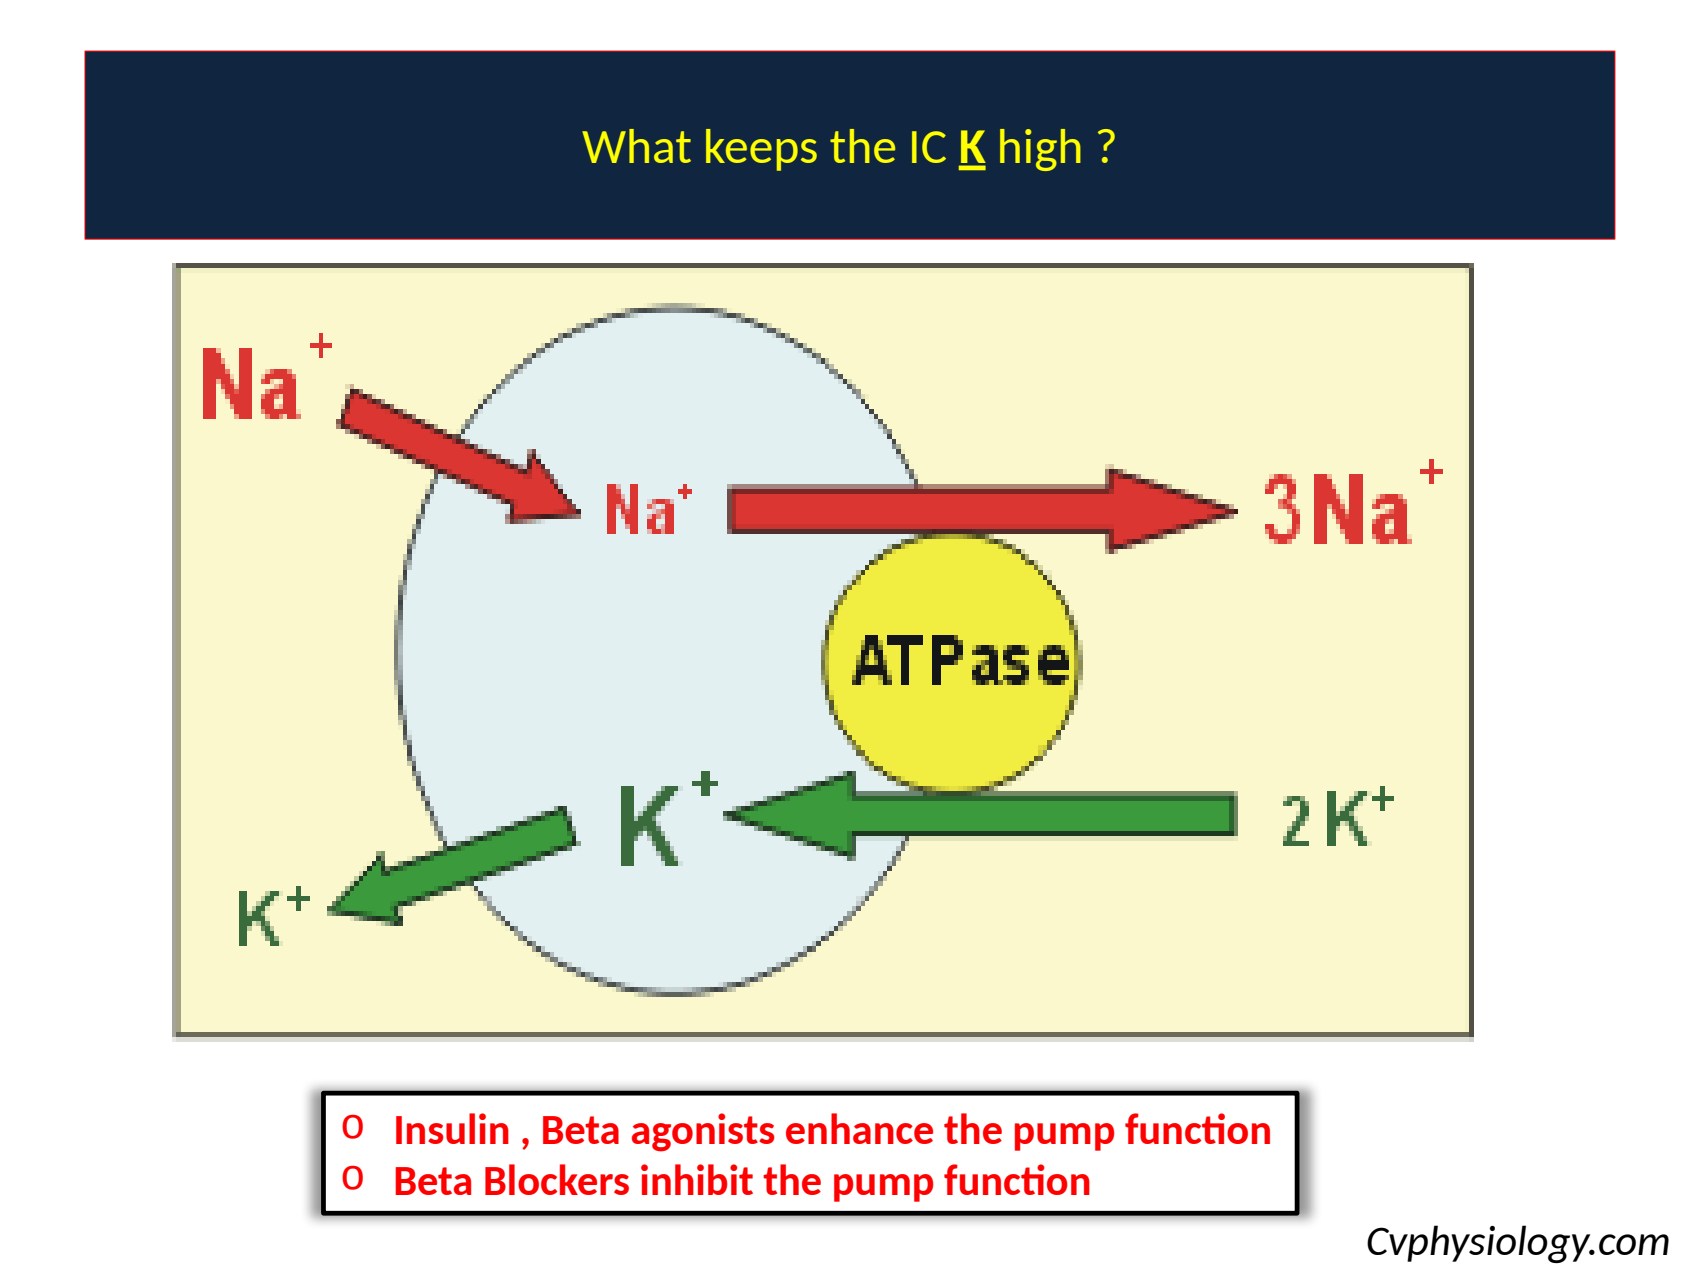 What keeps the IC K high ?
Na+
Na+
3Na+
ATPase
K+
2K+
K+
o Insulin , Beta agonists enhance the pump function
o Beta Blockers inhibit the pump function
Cvphysiology.com